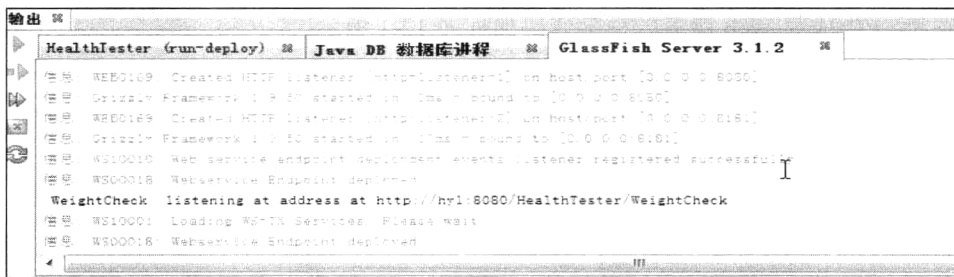 输出
HealthTester (run-deploy) Java DB 数据库进程 GlassFish Server 3.1.2
信息: WEB0169: Created HTTP listener [http-listener-1] on host/port [0.0.0.0:8080]
信息: Grizzly Framework 1.9.50 started in: ms - bound to [0.0.0.0:8080]
信息: WEB0169: Created HTTP listener [http-listener-2] on host/port [0.0.0.0:8181]
信息: Grizzly Framework 1.9.50 started in: ms - bound to [0.0.0.0:8181]
信息: WS10010: Web service endpoint deployment events listener registered successfully
信息: WS00018: Webservice Endpoint deployed
WeightCheck listening at address at http://hyl:8080/HealthTester/WeightCheck
信息: WS10001: Loading WS-TX Services. Please wait
信息: WS00018: Webservice Endpoint deployed